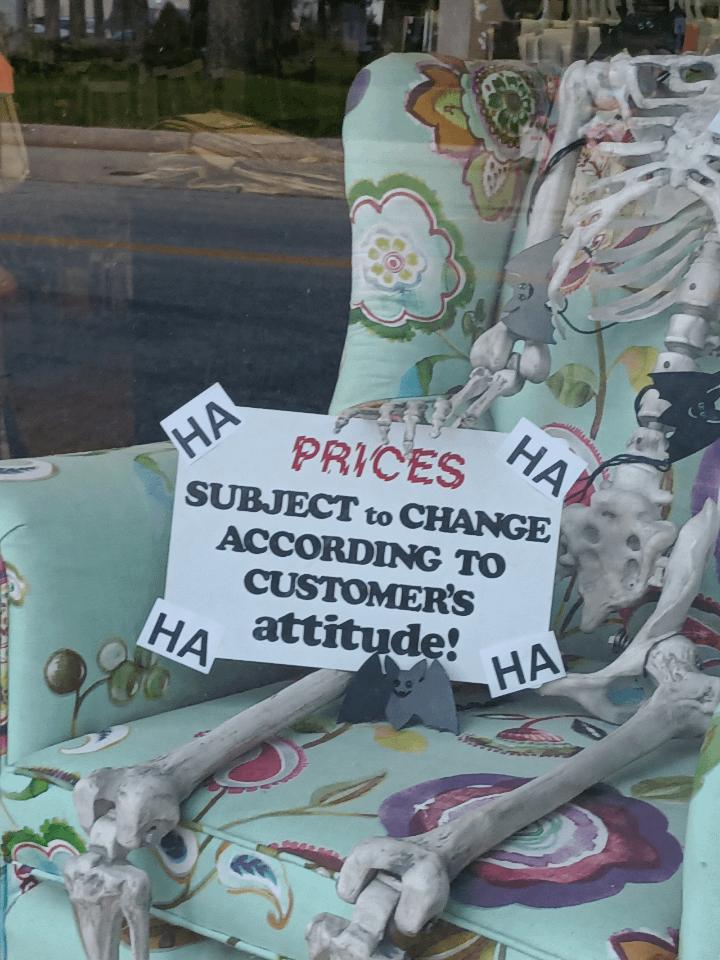 HA
HA
PRICES
SUBJECT to CHANGE
ACCORDING TO
CUSTOMER'S
attitude!
HA
HA